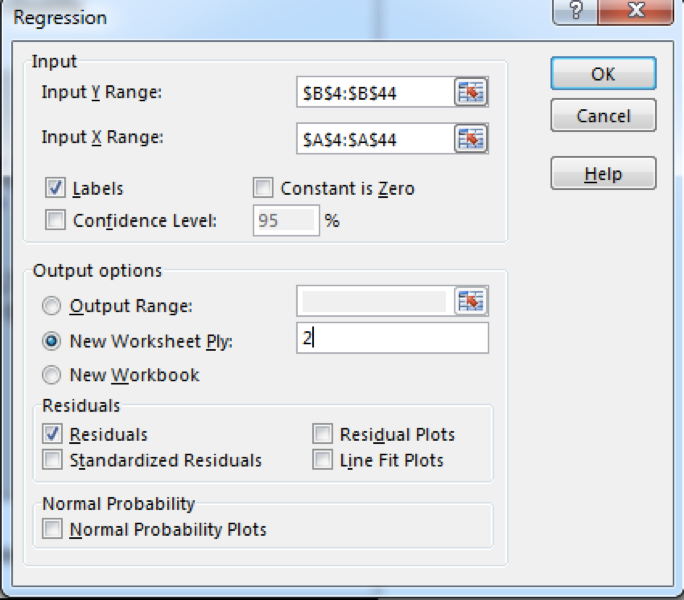 Regression
?
X
Input
Input Y Range: $B$4:$B$44
OK
Input X Range: $A$4:$A$44
Cancel
Labels Constant is Zero
Help
Confidence Level: 95 %
Output options
Output Range:
New Worksheet Ply: 2
New Workbook
Residuals
Residuals Residual Plots
Standardized Residuals Line Fit Plots
Normal Probability
Normal Probability Plots